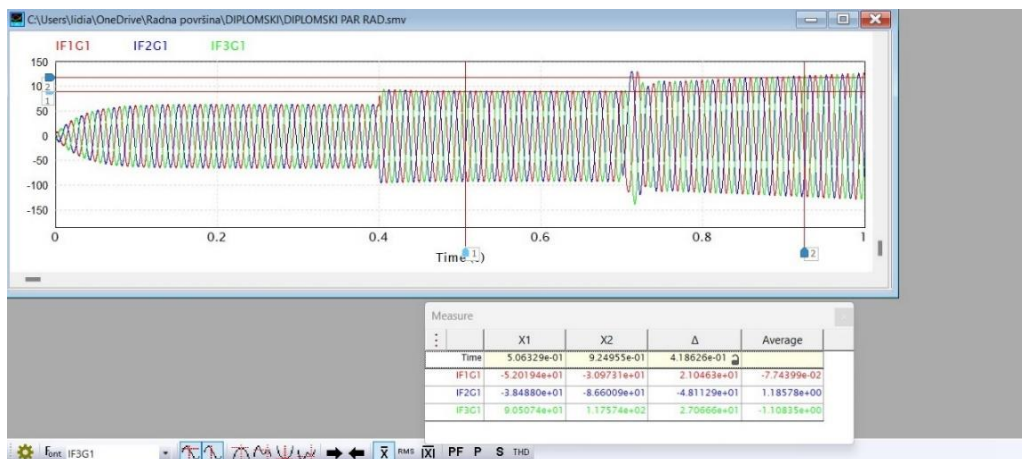 C:\Users\lidia\OneDrive\Radna površina\DIPLOMSKI\DIPLOMSKI PAR RAD.smv
IF1G1 IF2G1 IF3G1
150
10 2
1
50
0
-50
-100
-150
0 0.2 0.4 0.6 0.8 1
1 2
Measure
X1 X2 Δ Average
Time 5.06329e-01 9.24955e-01 4.18626e-01
IF1G1 -5.20194e+01 -3.09731e+01 2.10463e+01 -7.74399e-02
IF2G1 -3.84880e+01 -8.66009e+01 -4.81129e+01 1.18578e+00
IF3G1 9.05074e+01 1.17574e+02 2.70666e+01 -1.10835e+00
Font IF3G1 X RMS |X| PF P S THD